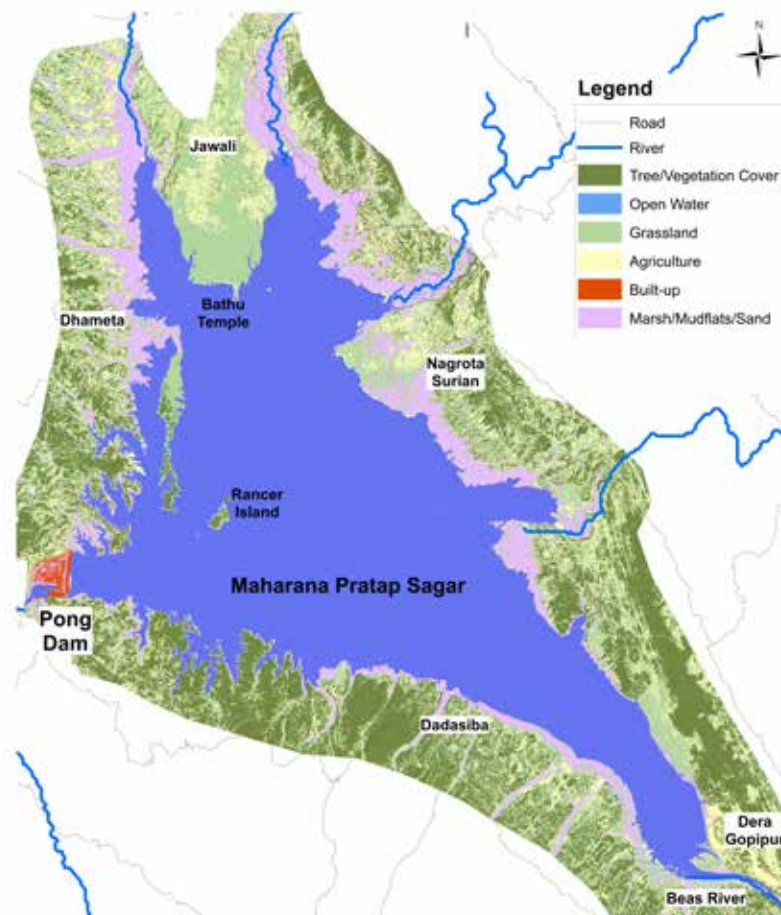 N
Legend
Road
River
Tree/Vegetation Cover
Open Water
Grassland
Agriculture
Built-up
Marsh/Mudflats/Sand
Jawali
Bathu
Temple
Dhameta
Nagrota
Surian
Rancer
Island
Maharana Pratap Sagar
Pong
Dam
Dadasiba
Dera
Gopipur
Beas River